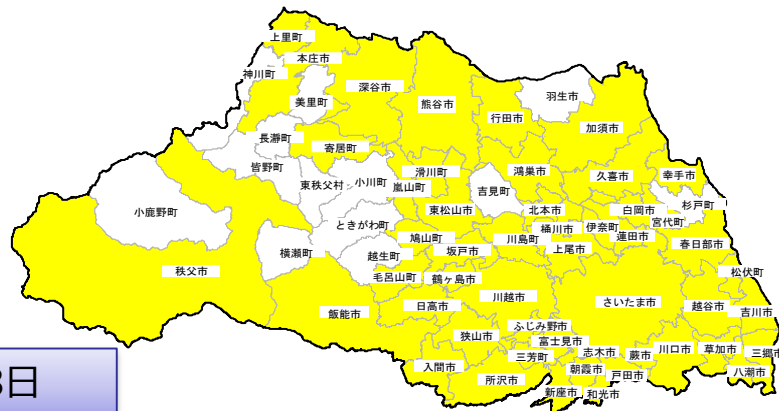 上里町
本庄市
神川町
美里町
深谷市
熊谷市
羽生市
行田市
加須市
長瀞町
寄居町
皆野町
東秩父村
小川町
嵐山町
滑川町
吉見町
鴻巣市
久喜市
幸手市
小鹿野町
東松山市
北本市
白岡市
杉戸町
宮代町
ときがわ町
鳩山町
坂戸市
川島町
桶川市
伊奈町
蓮田市
上尾市
春日部市
横瀬町
越生町
毛呂山町
鶴ヶ島市
秩父市
松伏町
飯能市
日高市
川越市
さいたま市
越谷市
吉川市
狭山市
ふじみ野市
富士見市
三芳町
志木市
蕨市
川口市
草加市
三郷市
入間市
所沢市
朝霞市
戸田市
八潮市
新座市
和光市
日